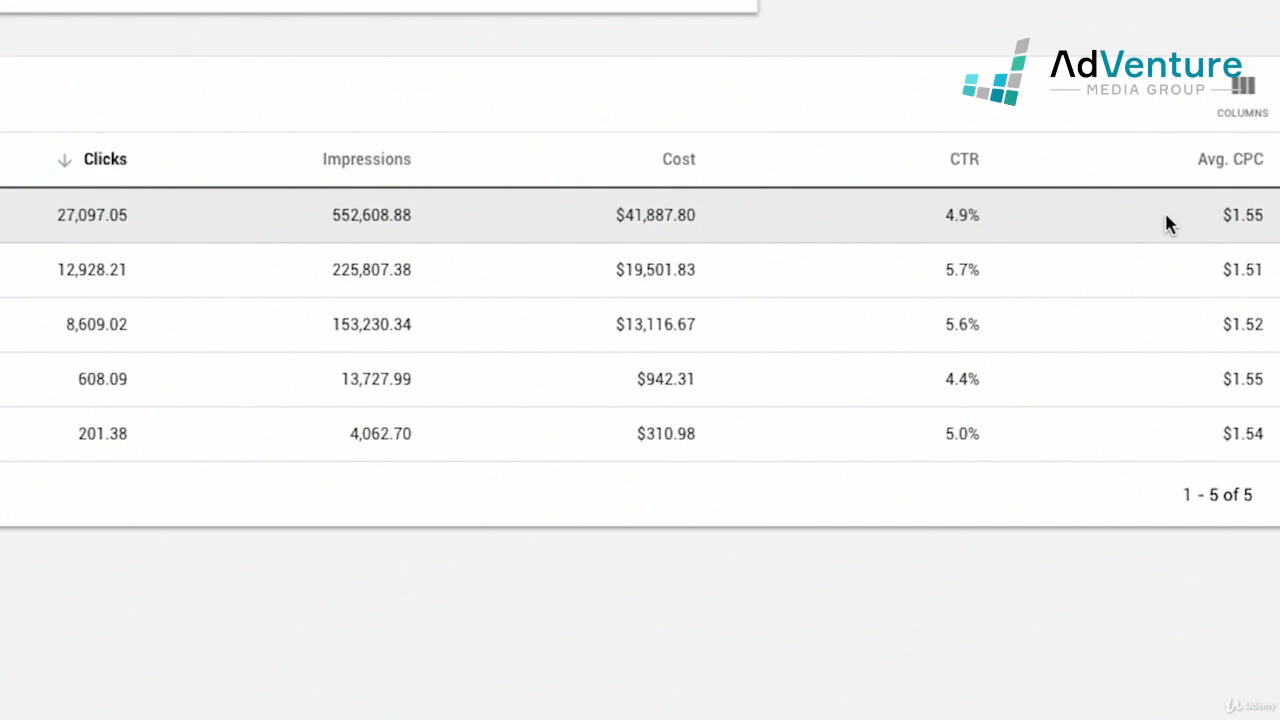 AdVenture
MEDIA GROUP
COLUMNS
Clicks Impressions Cost CTR Avg. CPC
27,097.05 552,608.88 $41,887.80 4.9% $1.55
12,928.21 225,807.38 $19,501.83 5.7% $1.51
8,609.02 153,230.34 $13,116.67 5.6% $1.52
608.09 13,727.99 $942.31 4.4% $1.55
201.38 4,062.70 $310.98 5.0% $1.54
1 - 5 of 5
Udemy